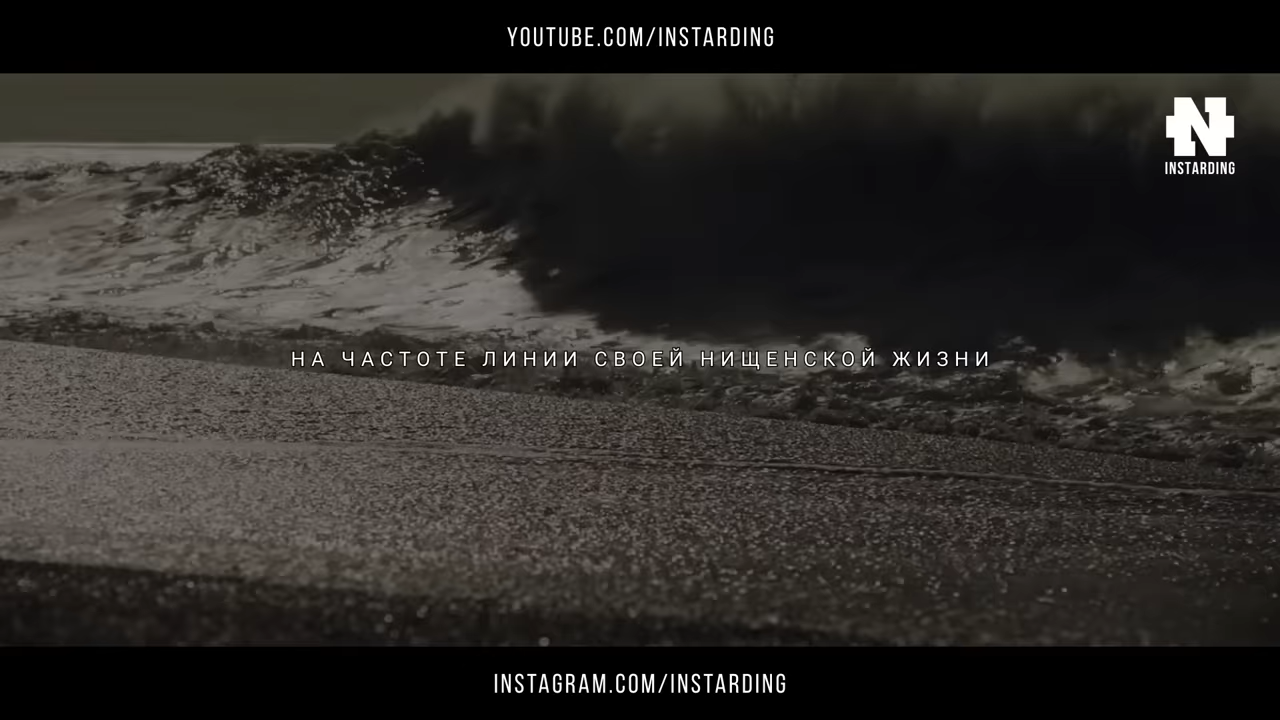 YOUTUBE.COM/INSTARDING
N
INSTARDING
НА ЧАСТОТЕ ЛИНИИ СВОЕЙ НИЩЕНСКОЙ ЖИЗНИ
INSTAGRAM.COM/INSTARDING